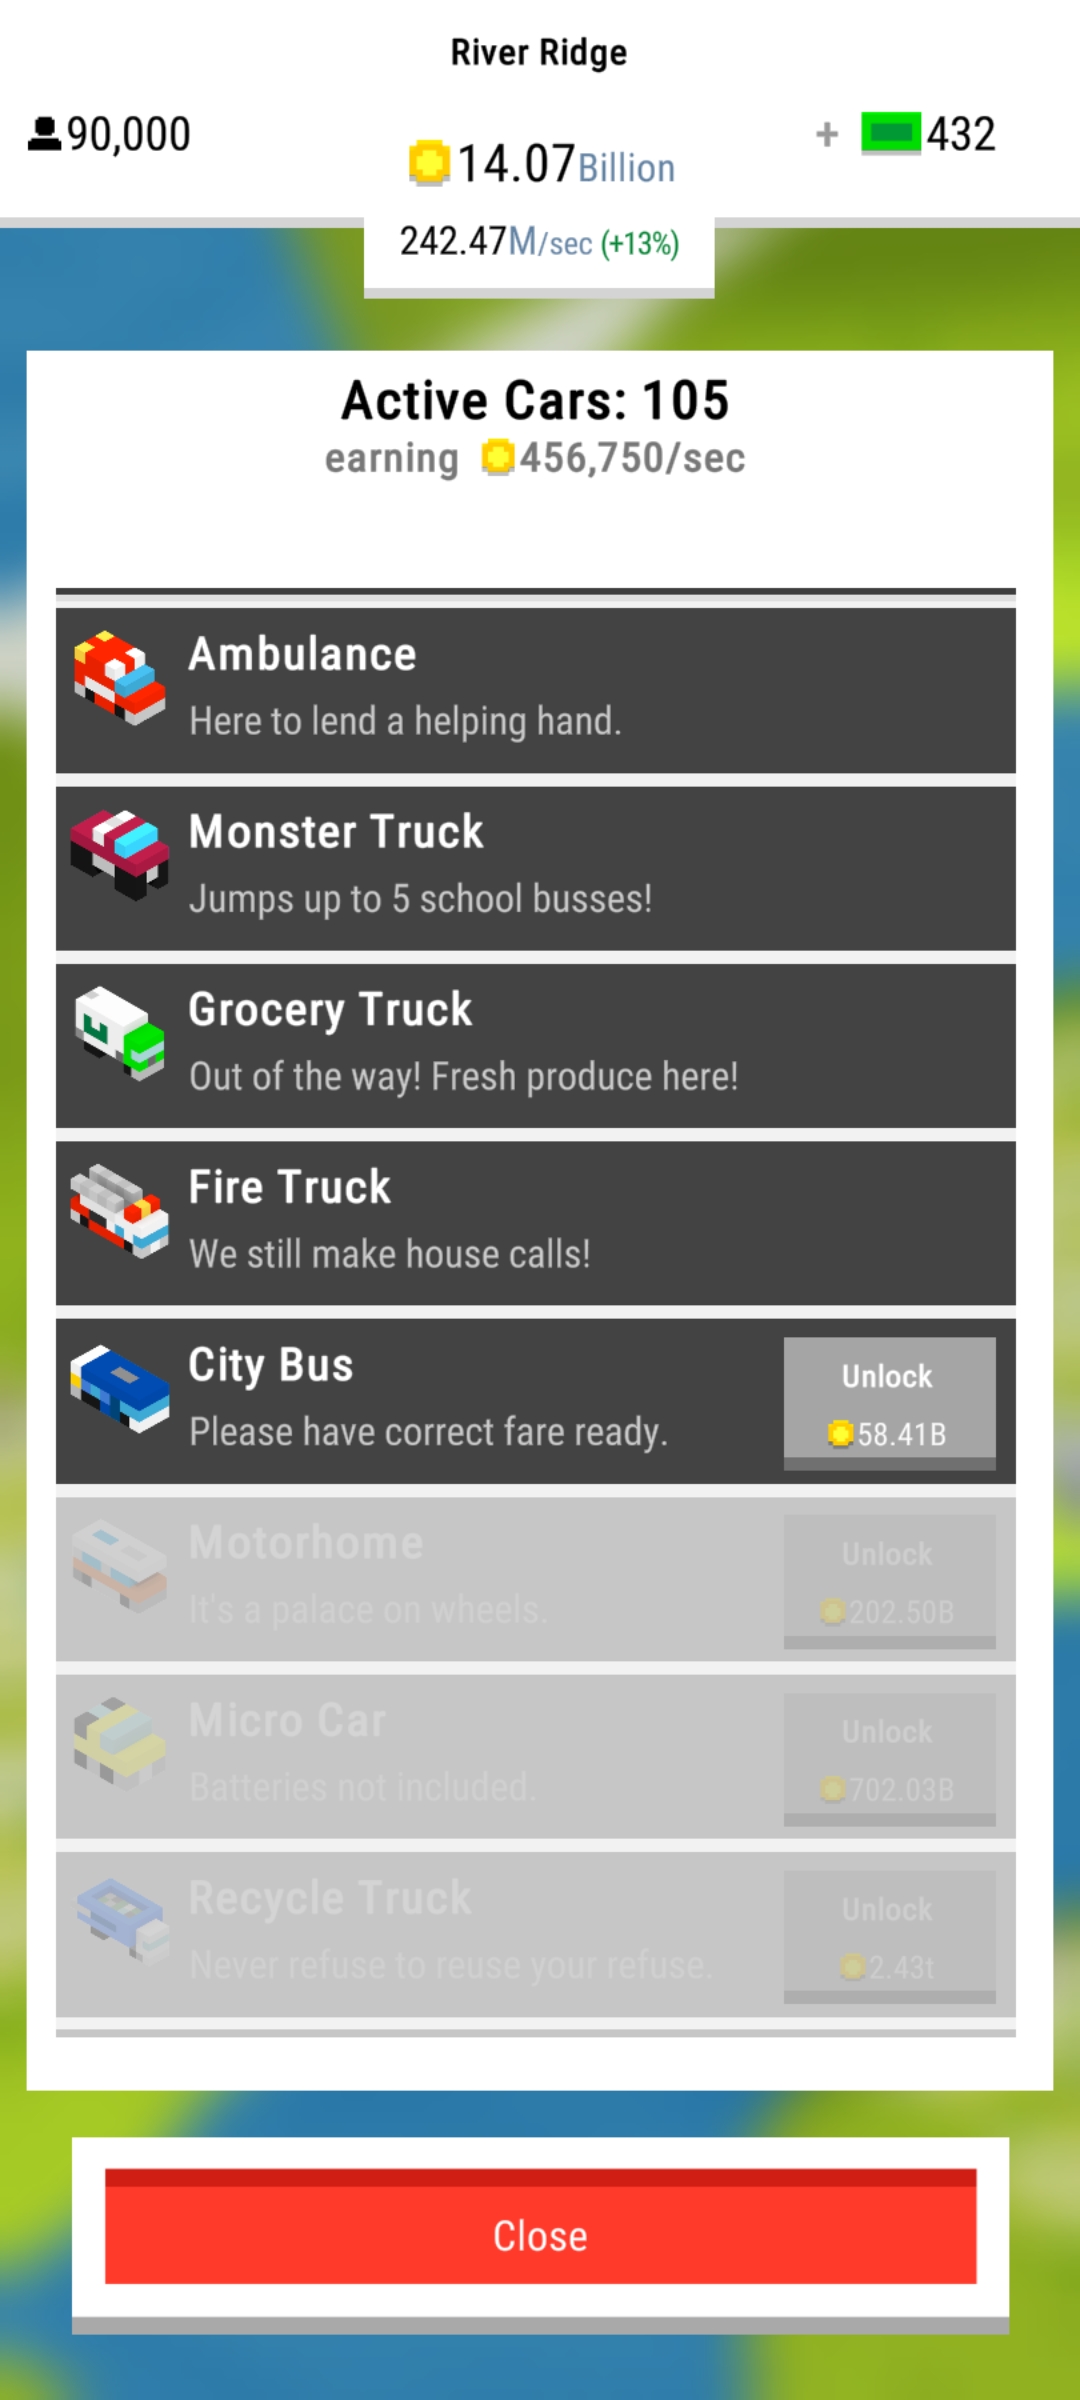 River Ridge
90,000
14.07Billion
+ 432
242.47M/sec (+13%)
Active Cars: 105
earning 456,750/sec
Ambulance
Here to lend a helping hand.
Monster Truck
Jumps up to 5 school busses!
Grocery Truck
Out of the way! Fresh produce here!
Fire Truck
We still make house calls!
City Bus
Please have correct fare ready.
Unlock
58.41B
Motorhome
It's a palace on wheels.
Unlock
202.50B
Micro Car
Batteries not included.
Unlock
702.03B
Recycle Truck
Never refuse to reuse your refuse.
Unlock
2.43t
Close